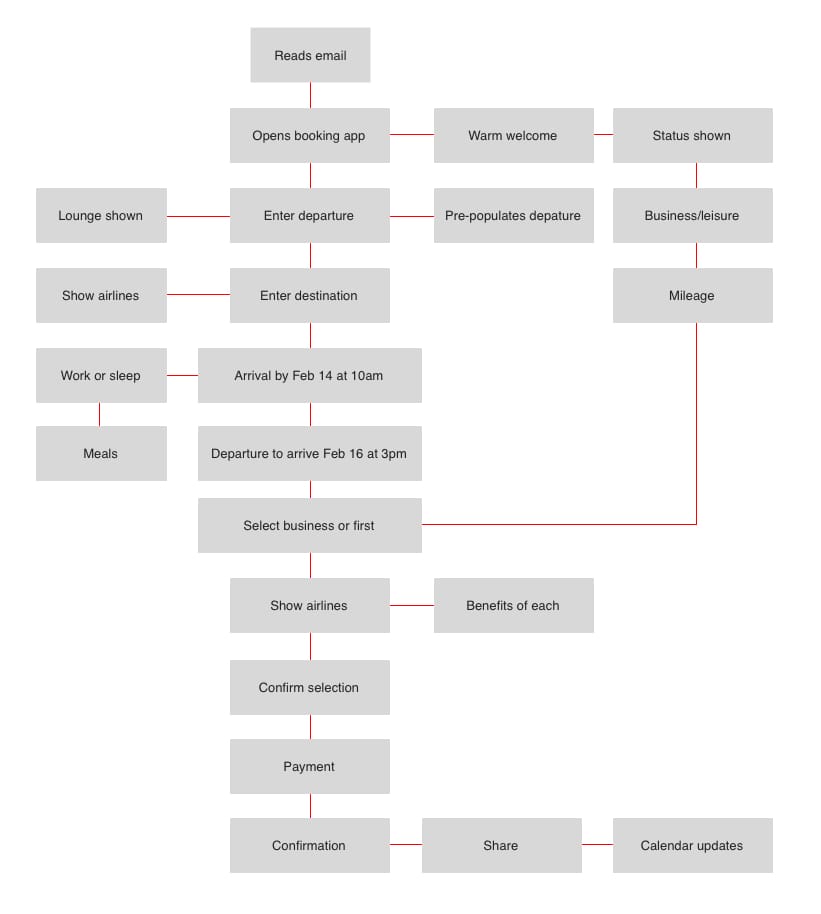 Reads email
Opens booking app
Warm welcome
Status shown
Lounge shown
Enter departure
Pre-populates depature
Business/leisure
Show airlines
Enter destination
Mileage
Work or sleep
Arrival by Feb 14 at 10am
Meals
Departure to arrive Feb 16 at 3pm
Select business or first
Show airlines
Benefits of each
Confirm selection
Payment
Confirmation
Share
Calendar updates